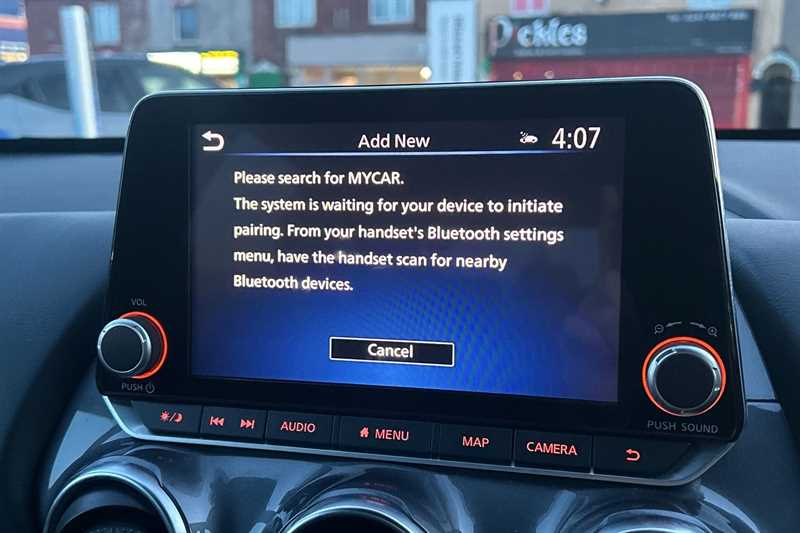 Add New
4:07
Please search for MYCAR.
The system is waiting for your device to initiate
pairing. From your handset's Bluetooth settings
menu, have the handset scan for nearby
Bluetooth devices.
Cancel
VOL
PUSH
AUDIO
MENU
MAP
CAMERA
PUSH SOUND